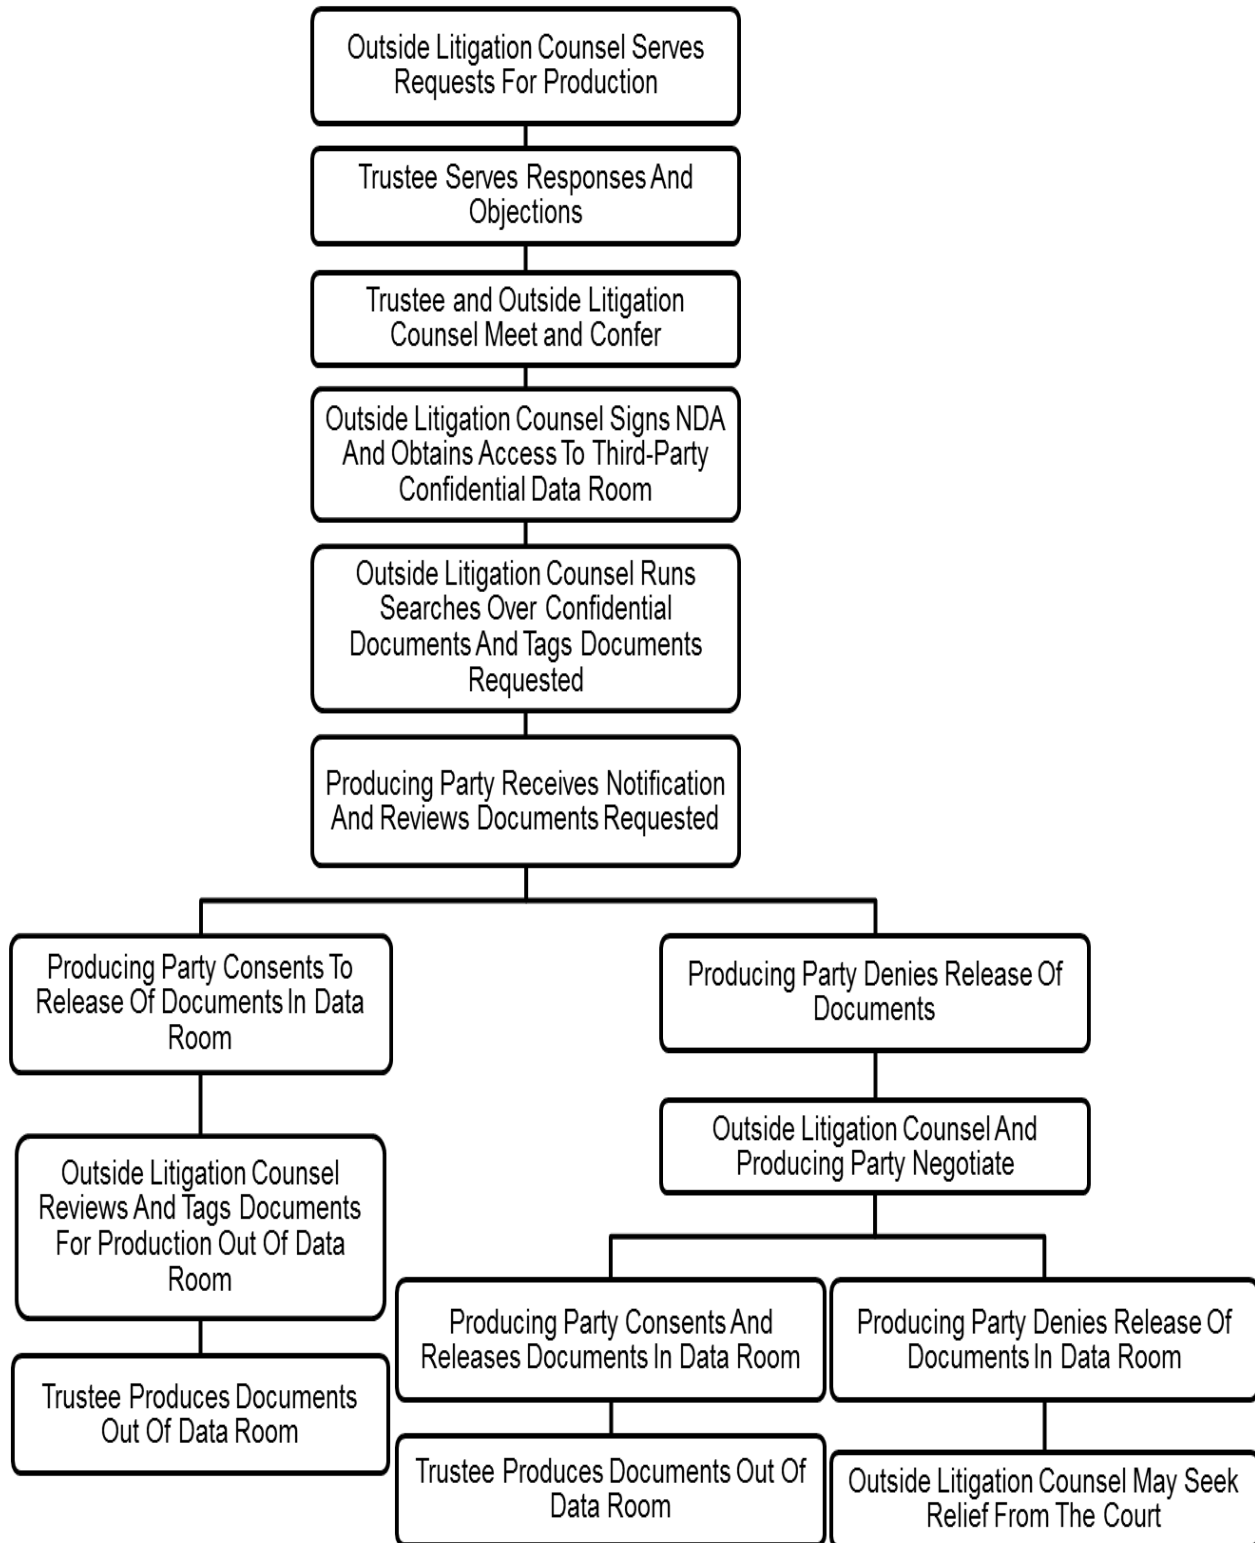 Outside Litigation Counsel Serves
Requests For Production
Trustee Serves Responses And
Objections
Trustee and Outside Litigation
Counsel Meet and Confer
Outside Litigation Counsel Signs NDA
And Obtains Access To Third-Party
Confidential Data Room
Outside Litigation Counsel Runs
Searches Over Confidential
Documents And Tags Documents
Requested
Producing Party Receives Notification
And Reviews Documents Requested
Producing Party Consents To
Release Of Documents In Data
Room
Outside Litigation Counsel
Reviews And Tags Documents
For Production Out Of Data
Room
Trustee Produces Documents
Out Of Data Room
Producing Party Denies Release Of
Documents
Outside Litigation Counsel And
Producing Party Negotiate
Producing Party Consents And
Releases Documents In Data Room
Trustee Produces Documents Out Of
Data Room
Producing Party Denies Release Of
Documents In Data Room
Outside Litigation Counsel May Seek
Relief From The Court